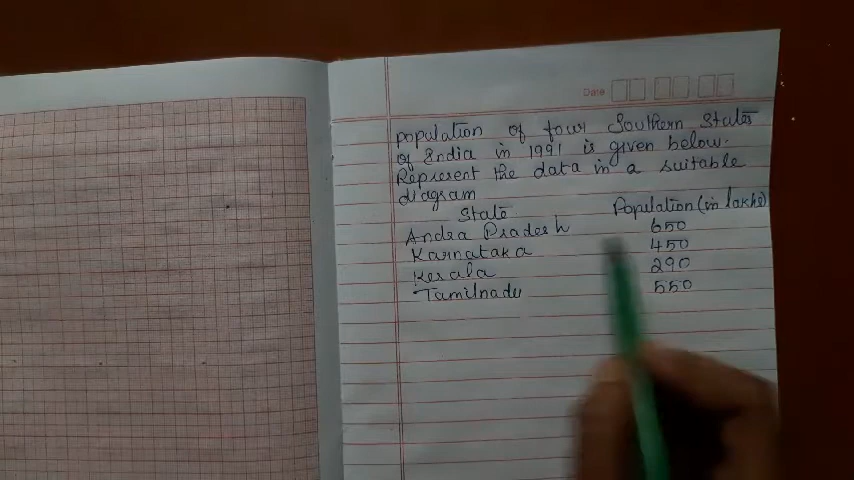 Date
population of four Southern States
of India in 1991 is given below.
Represent the data in a suitable
diagram
State Population (in lakhs)
Andra Pradesh 650
Karnataka 450
Kerala 290
Tamilnadu 550